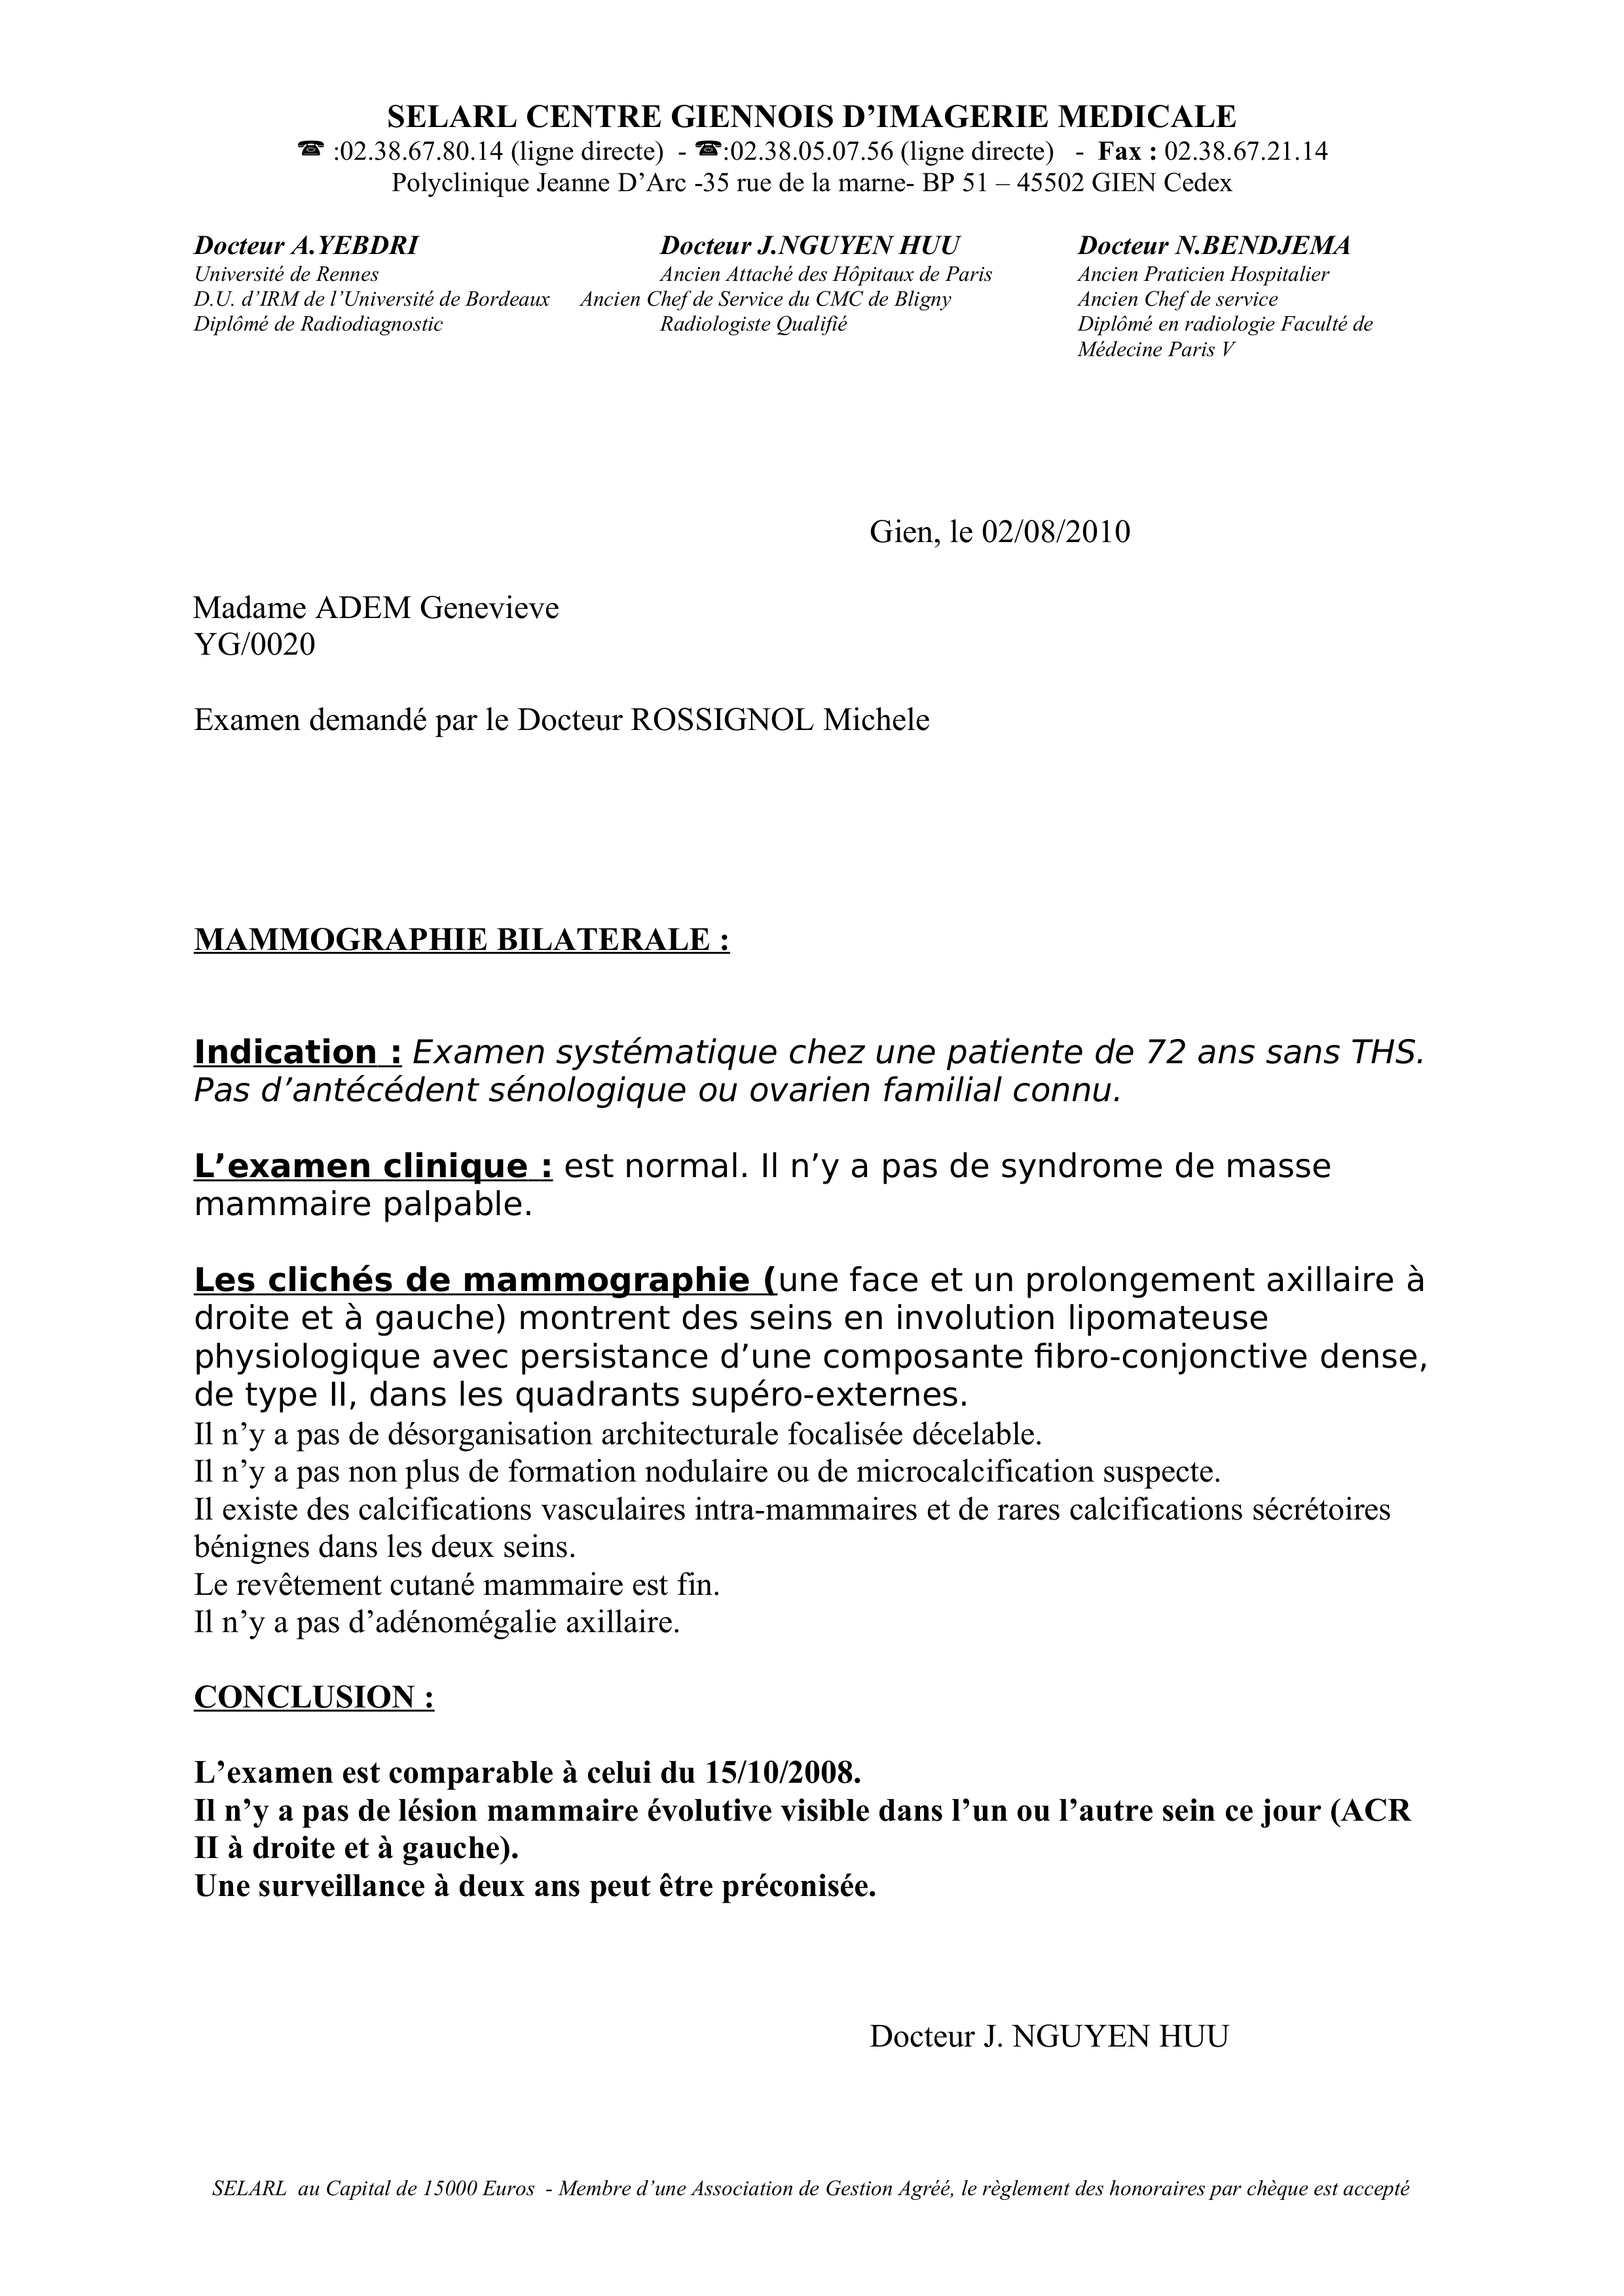 SELARL CENTRE GIENNOIS D’IMAGERIE MEDICALE
☎ :02.38.67.80.14 (ligne directe) - ☎:02.38.05.07.56 (ligne directe) - Fax : 02.38.67.21.14
Polyclinique Jeanne D’Arc -35 rue de la marne- BP 51 – 45502 GIEN Cedex
Docteur A.YEBDRI Docteur J.NGUYEN HUU Docteur N.BENDJEMA
Université de Rennes Ancien Attaché des Hôpitaux de Paris Ancien Praticien Hospitalier
D.U. d’IRM de l’Université de Bordeaux Ancien Chef de Service du CMC de Bligny Ancien Chef de service
Diplômé de Radiodiagnostic Radiologiste Qualifié Diplômé en radiologie Faculté de
Médecine Paris V
Gien, le 02/08/2010
Madame ADEM Genevieve
YG/0020
Examen demandé par le Docteur ROSSIGNOL Michele
MAMMOGRAPHIE BILATERALE :
Indication : Examen systématique chez une patiente de 72 ans sans THS.
Pas d’antécédent sénologique ou ovarien familial connu.
L’examen clinique : est normal. Il n’y a pas de syndrome de masse
mammaire palpable.
Les clichés de mammographie (une face et un prolongement axillaire à
droite et à gauche) montrent des seins en involution lipomateuse
physiologique avec persistance d’une composante fibro-conjonctive dense,
de type II, dans les quadrants supéro-externes.
Il n’y a pas de désorganisation architecturale focalisée décelable.
Il n’y a pas non plus de formation nodulaire ou de microcalcification suspecte.
Il existe des calcifications vasculaires intra-mammaires et de rares calcifications sécrétoires
bénignes dans les deux seins.
Le revêtement cutané mammaire est fin.
Il n’y a pas d’adénomégalie axillaire.
CONCLUSION :
L’examen est comparable à celui du 15/10/2008.
Il n’y a pas de lésion mammaire évolutive visible dans l’un ou l’autre sein ce jour (ACR
II à droite et à gauche).
Une surveillance à deux ans peut être préconisée.
Docteur J. NGUYEN HUU
SELARL au Capital de 15000 Euros - Membre d’une Association de Gestion Agréé, le règlement des honoraires par chèque est accepté